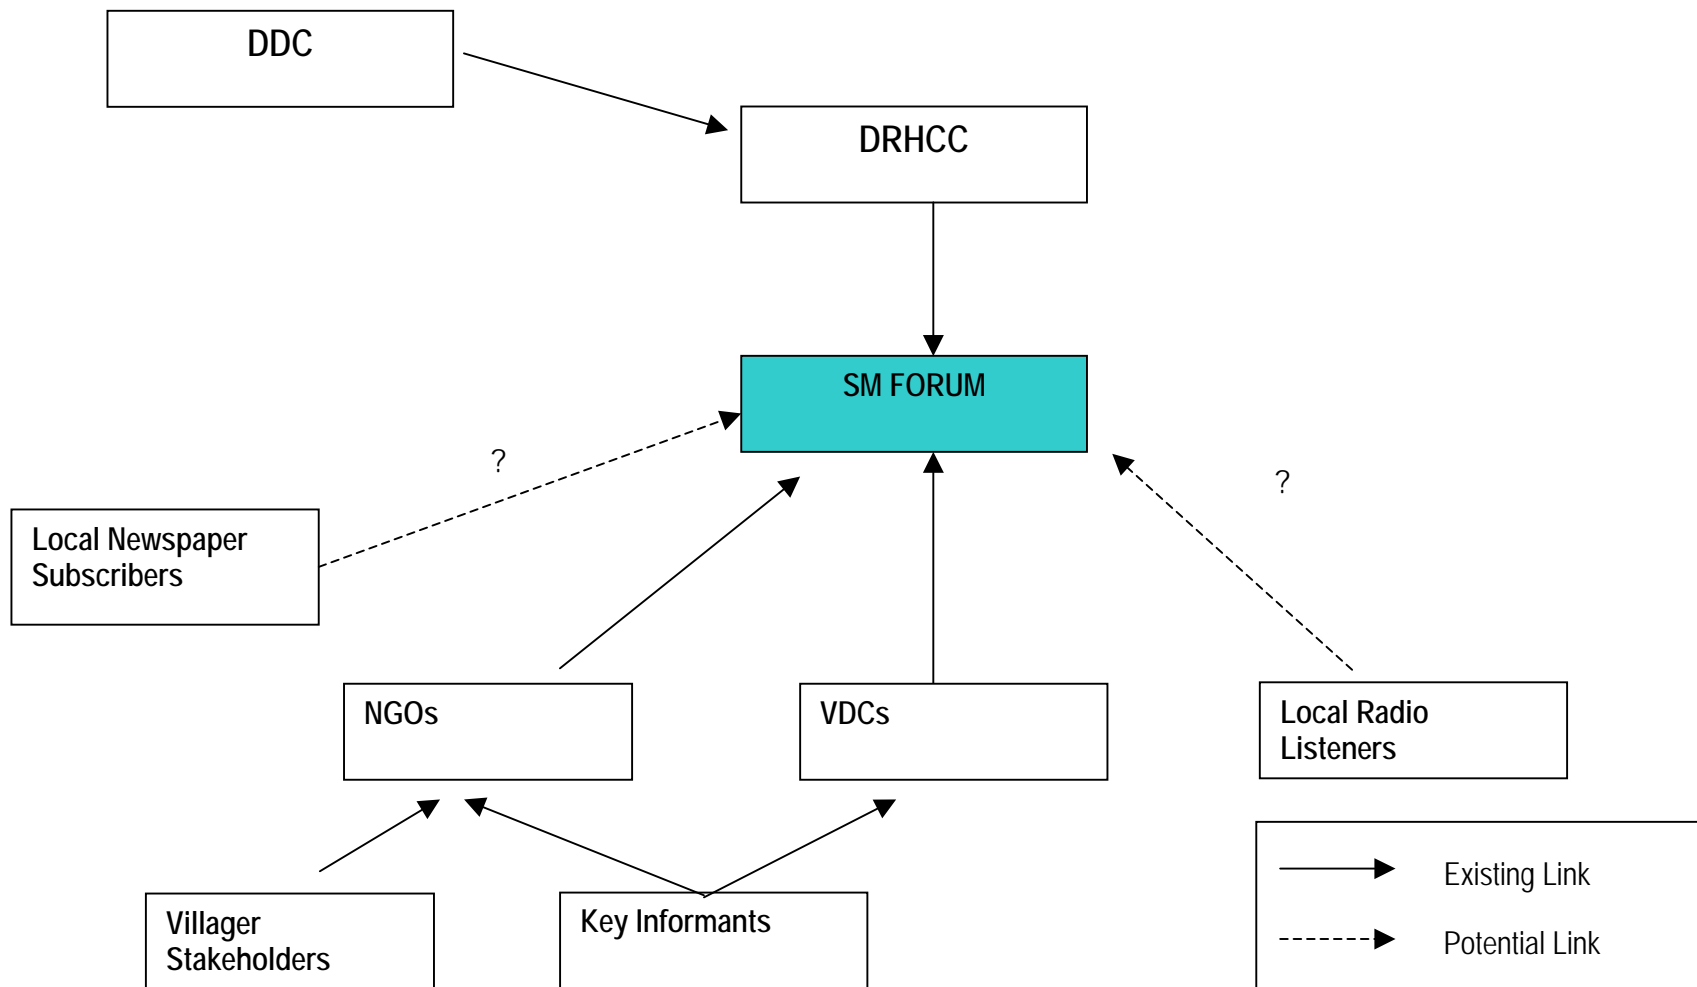 DDC
DRHCC
SM FORUM
?
?
Local Newspaper
Subscribers
NGOs
VDCs
Local Radio
Listeners
Existing Link
Villager
Stakeholders
Key Informants
Potential Link